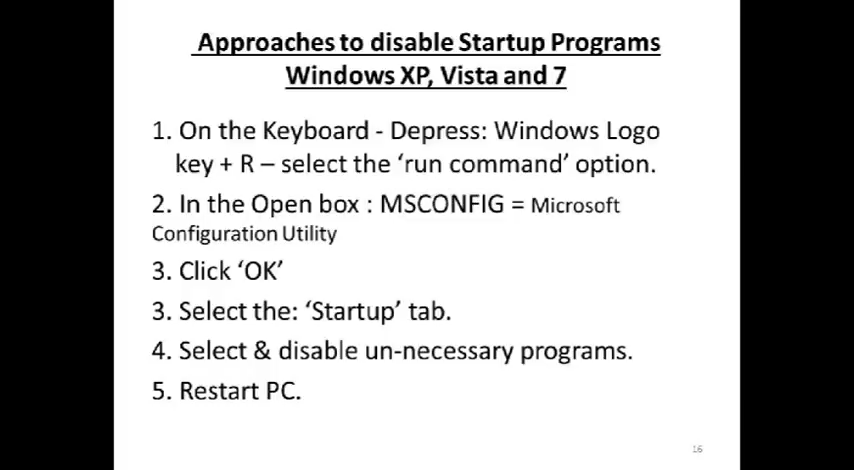 Approaches to disable Startup Programs
Windows XP, Vista and 7
1. On the Keyboard - Depress: Windows Logo
key + R – select the ‘run command’ option.
2. In the Open box : MSCONFIG = Microsoft
Configuration Utility
3. Click ‘OK’
3. Select the: ‘Startup’ tab.
4. Select & disable un-necessary programs.
5. Restart PC.
16